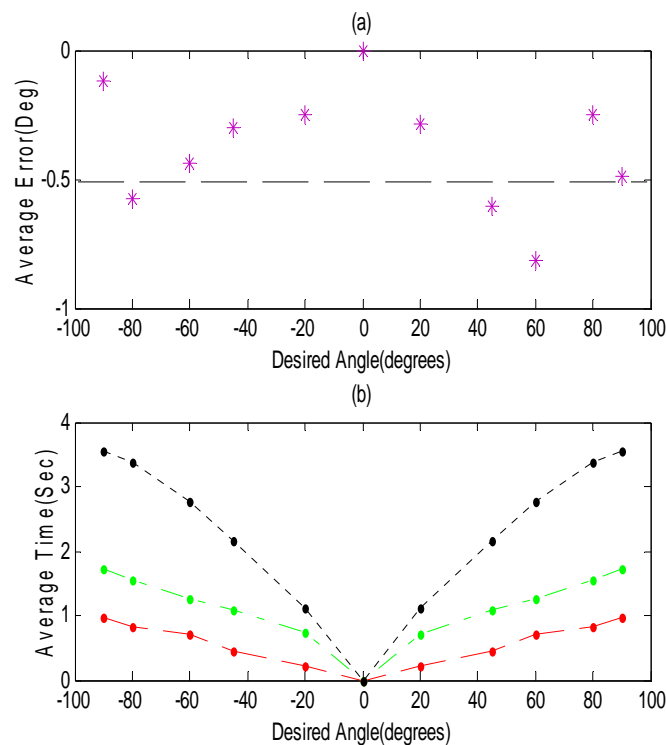 (a)
0
-0.5
-1
Average Error(Deg)
-100 -80 -60 -40 -20 0 20 40 60 80 100
Desired Angle(degrees)
(b)
4
3
2
1
0
Average Time(Sec)
-100 -80 -60 -40 -20 0 20 40 60 80 100
Desired Angle(degrees)